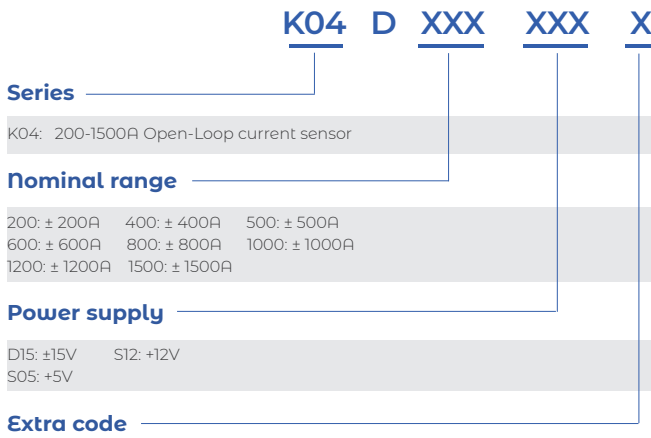 K04 D XXX XXX X
Series
K04: 200-1500A Open-Loop current sensor
Nominal range
200: ± 200A 400: ± 400A 500: ± 500A
600: ± 600A 800: ± 800A 1000: ± 1000A
1200: ± 1200A 1500: ± 1500A
Power supply
D15: ±15V S12: +12V
S05: +5V
Extra code